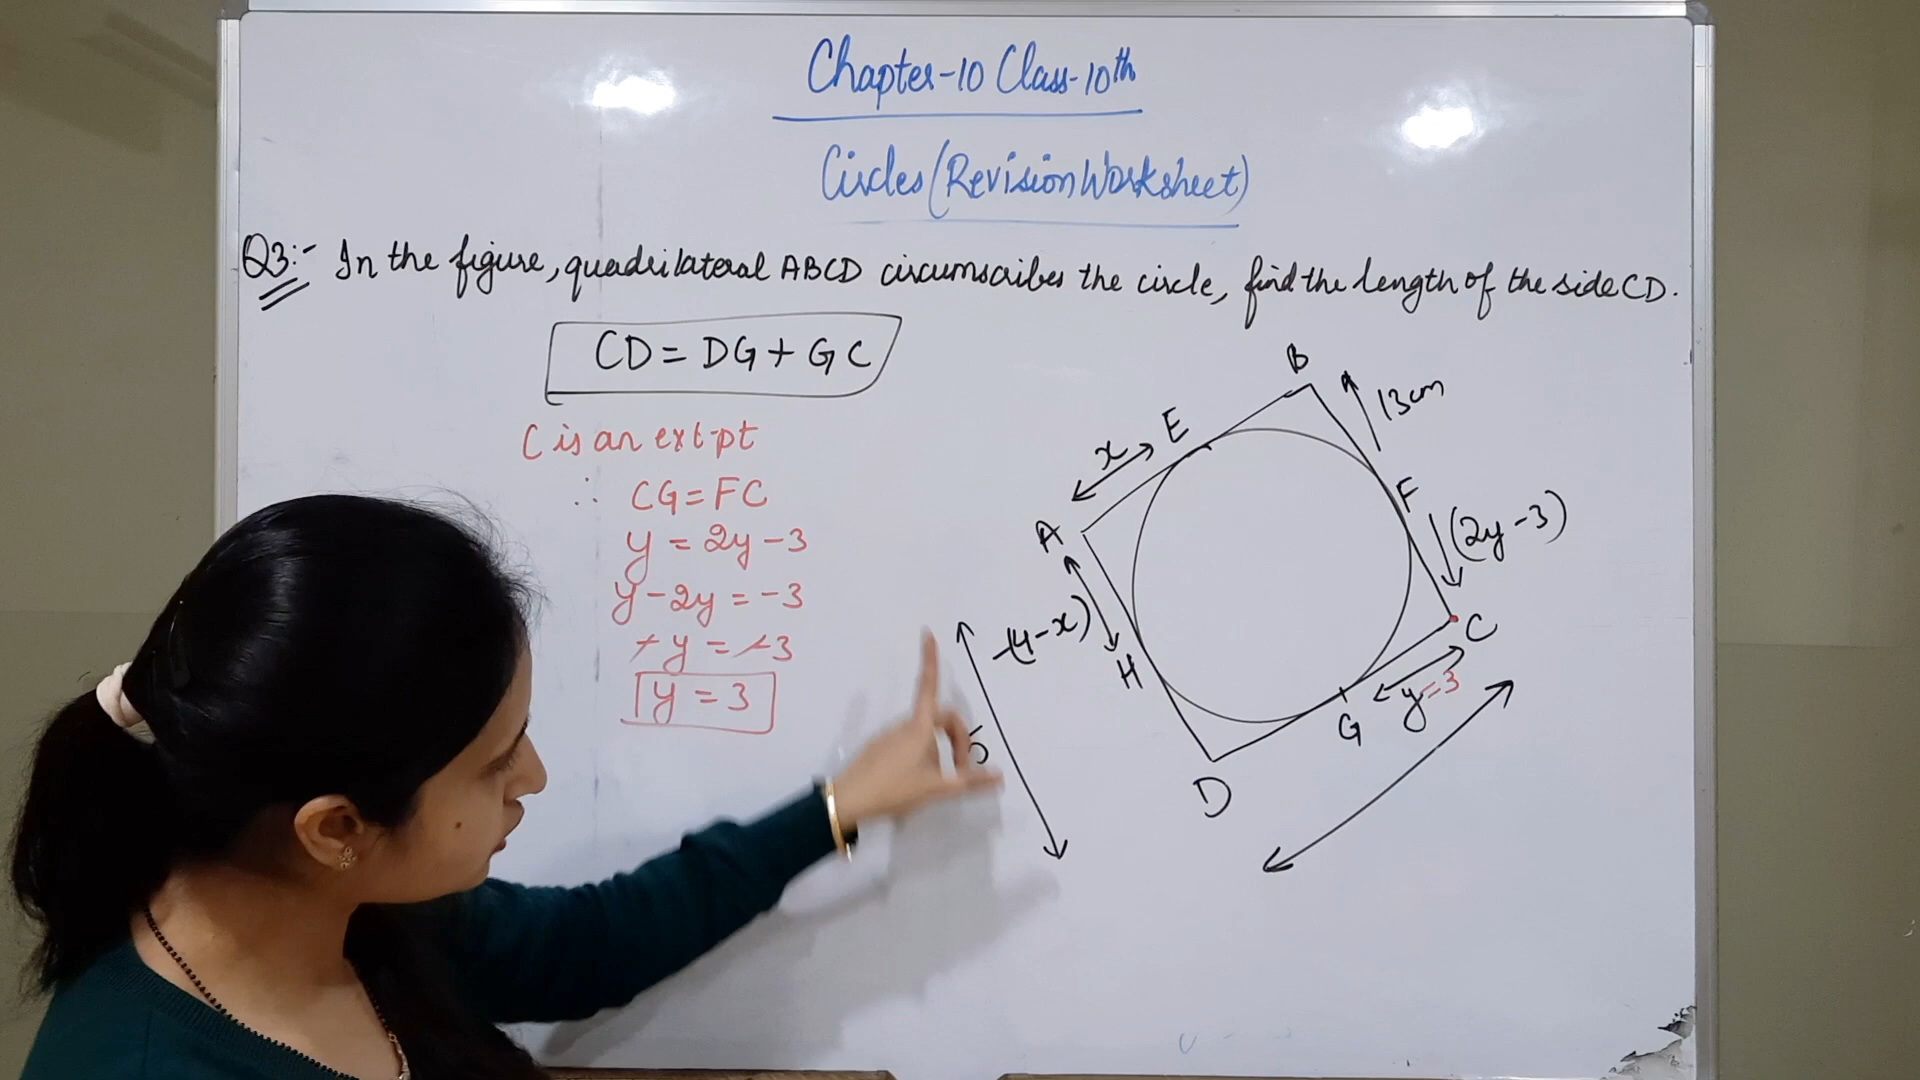 Chapter-10 Class-10th
Circles (Revision Worksheet)
Q3:- In the figure, quadrilateral ABCD circumscribes the circle, find the length of the side CD.
CD = DG + GC
C is an ext-pt
∴ CG = FC
y = 2y - 3
y - 2y = -3
-y = -3
y = 3
B
13cm
E
x
F
(2y-3)
A
(4-x)
H
C
y=3
G
5
D